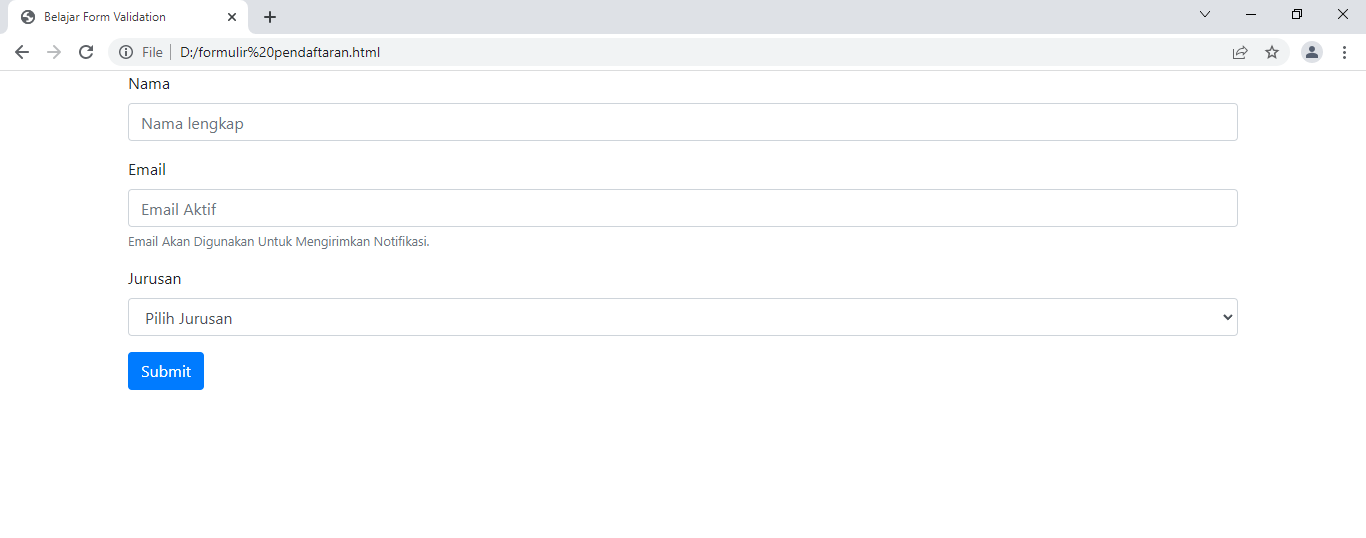 Belajar Form Validation
File D:/formulir%20pendaftaran.html
Nama
Nama lengkap
Email
Email Aktif
Email Akan Digunakan Untuk Mengirimkan Notifikasi.
Jurusan
Pilih Jurusan
Submit